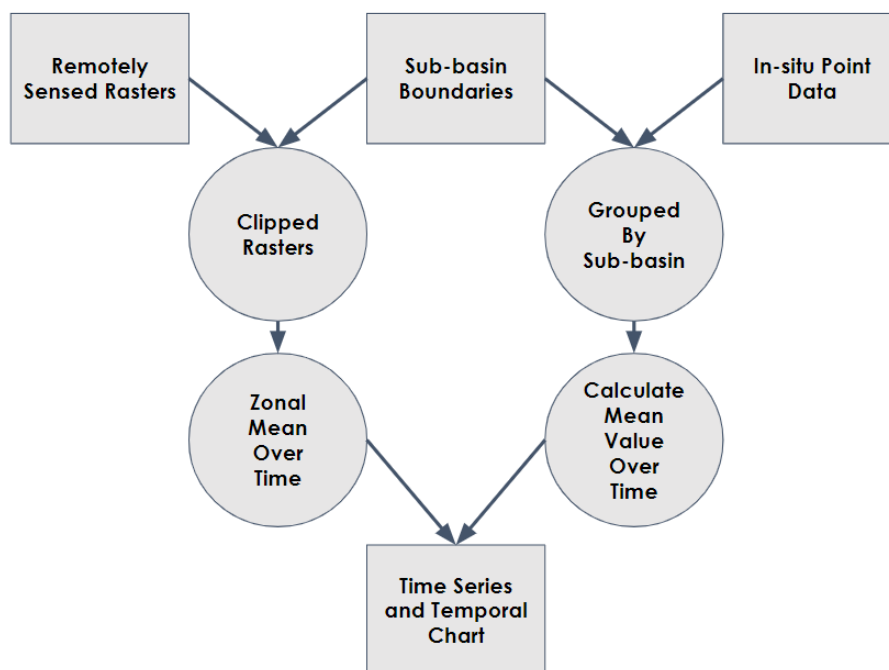 Remotely
Sensed Rasters
Sub-basin
Boundaries
In-situ Point
Data
Clipped
Rasters
Grouped
By
Sub-basin
Zonal
Mean
Over
Time
Calculate
Mean
Value
Over
Time
Time Series
and Temporal
Chart